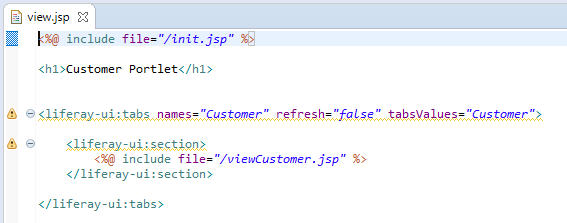 view.jsp
<%@ include file="/init.jsp" %>
<h1>Customer Portlet</h1>
<liferay-ui:tabs names="Customer" refresh="false" tabsValues="Customer">
<liferay-ui:section>
<%@ include file="/viewCustomer.jsp" %>
</liferay-ui:section>
</liferay-ui:tabs>